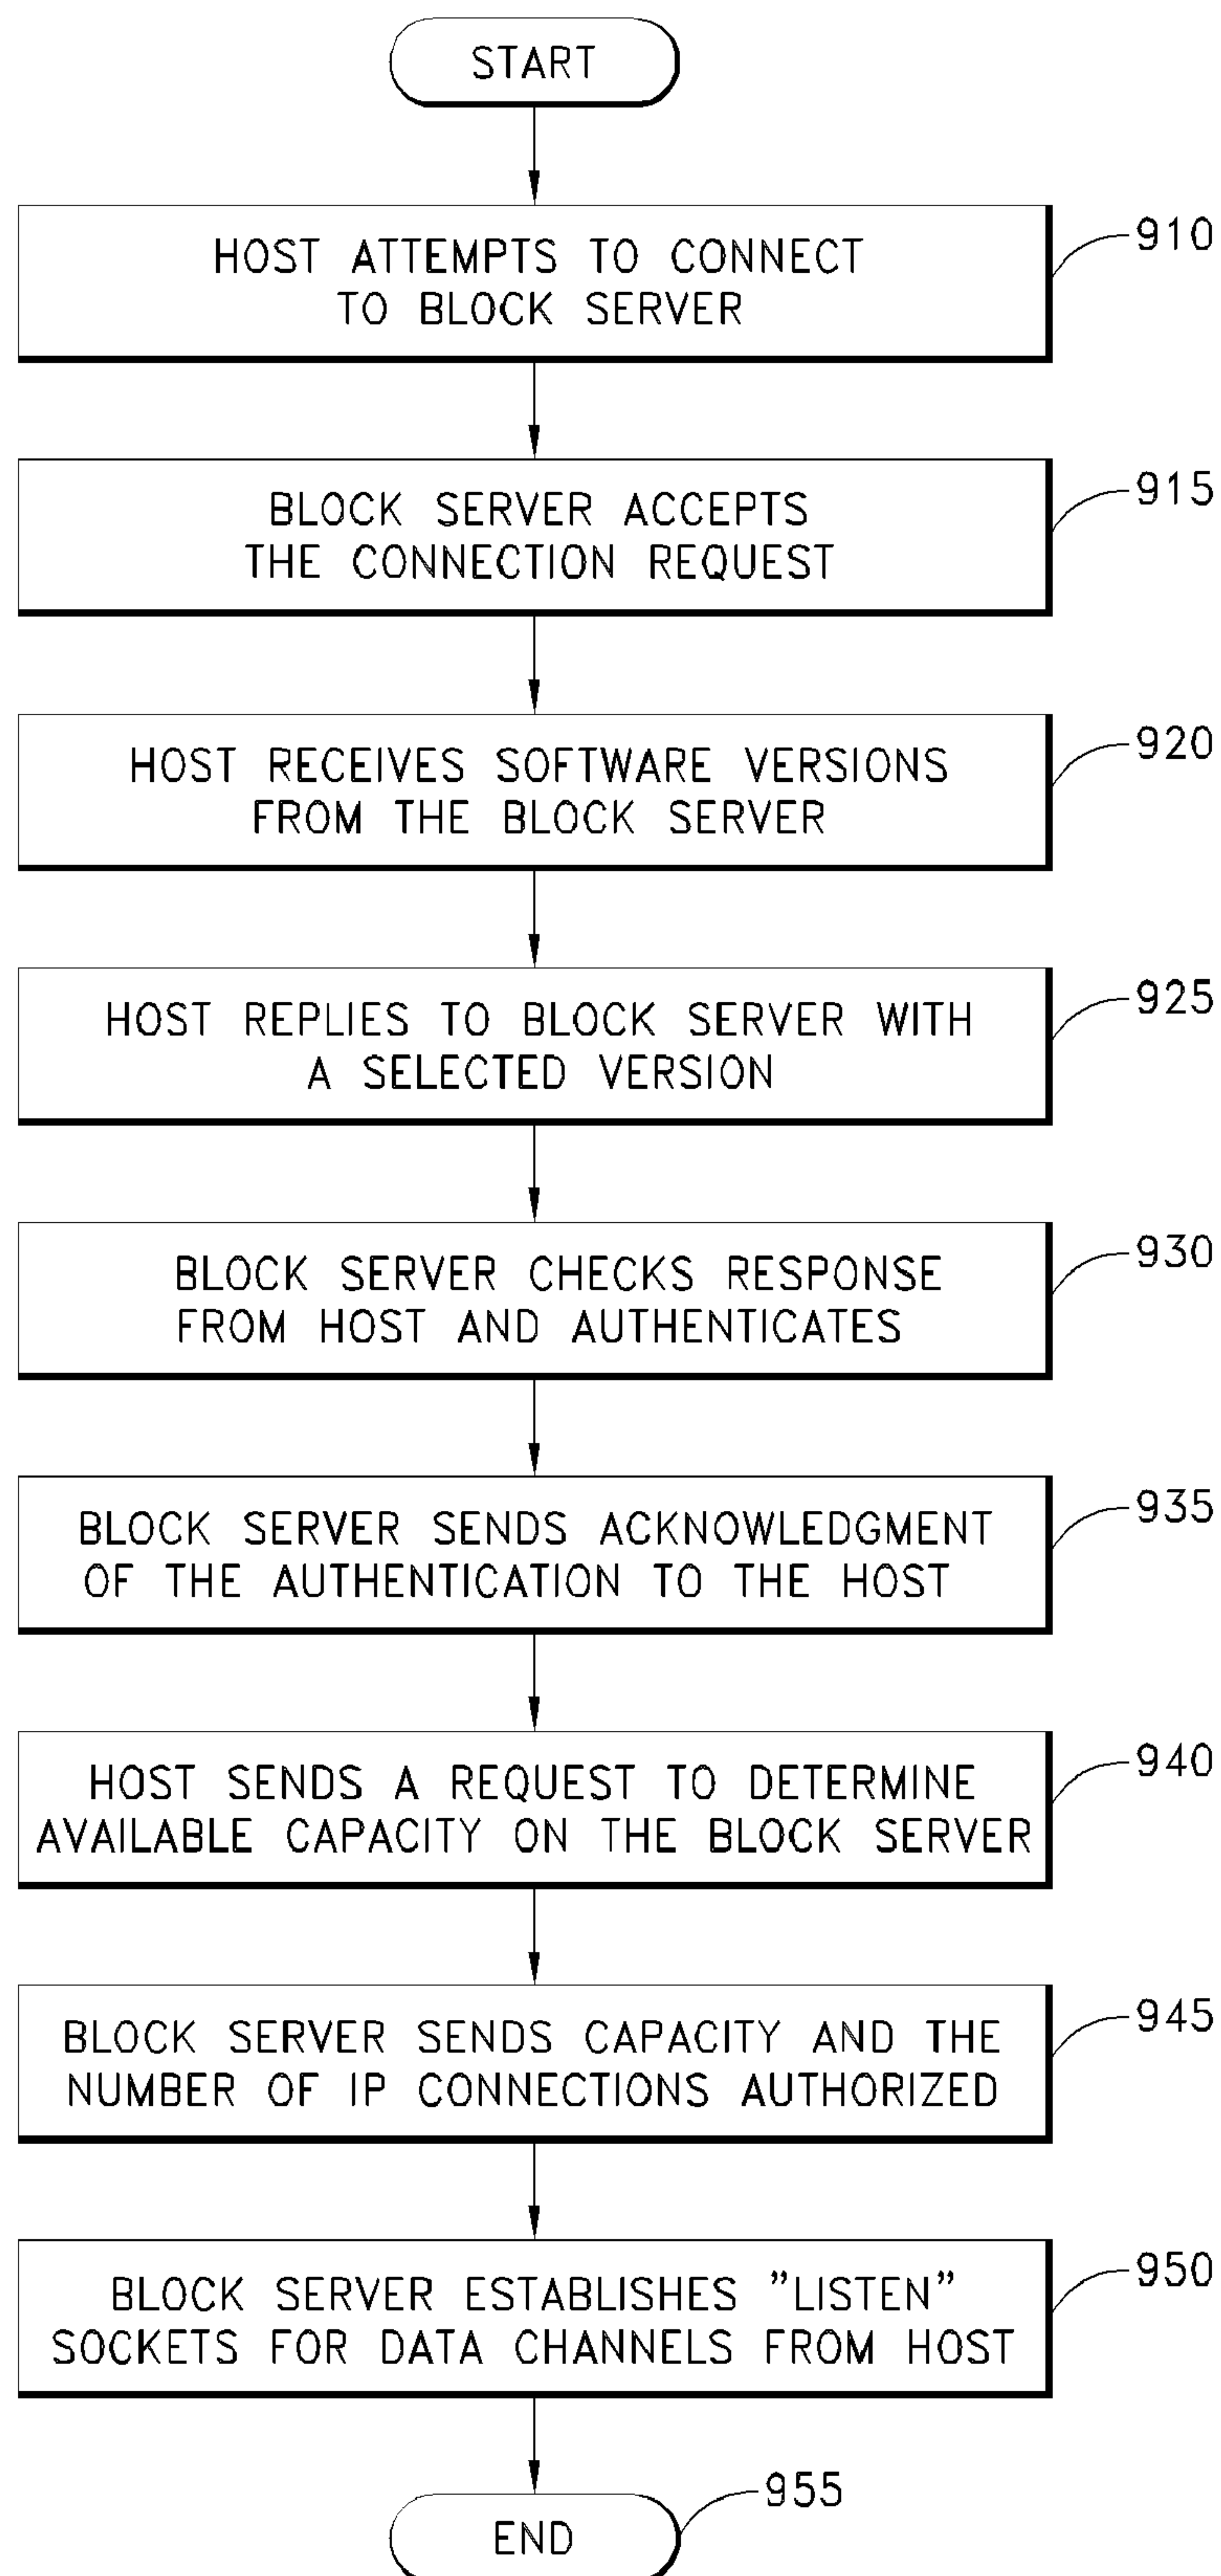 START
HOST ATTEMPTS TO CONNECT
TO BLOCK SERVER
910
BLOCK SERVER ACCEPTS
THE CONNECTION REQUEST
915
HOST RECEIVES SOFTWARE VERSIONS
FROM THE BLOCK SERVER
920
HOST REPLIES TO BLOCK SERVER WITH
A SELECTED VERSION
925
BLOCK SERVER CHECKS RESPONSE
FROM HOST AND AUTHENTICATES
930
BLOCK SERVER SENDS ACKNOWLEDGMENT
OF THE AUTHENTICATION TO THE HOST
935
HOST SENDS A REQUEST TO DETERMINE
AVAILABLE CAPACITY ON THE BLOCK SERVER
940
BLOCK SERVER SENDS CAPACITY AND THE
NUMBER OF IP CONNECTIONS AUTHORIZED
945
BLOCK SERVER ESTABLISHES ”LISTEN”
SOCKETS FOR DATA CHANNELS FROM HOST
950
END
955